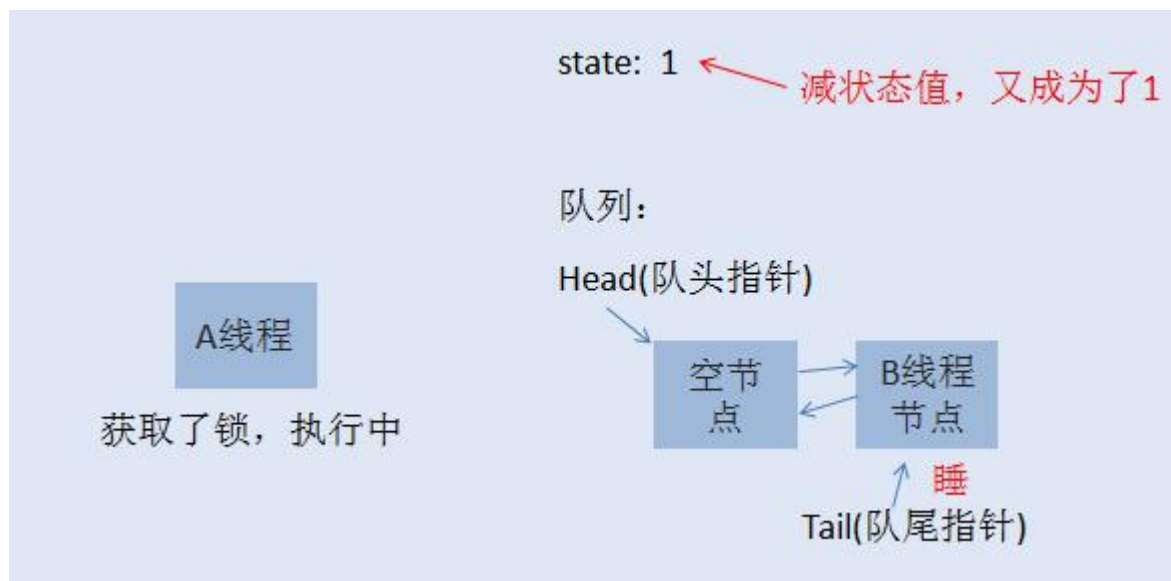 state: 1
减状态值，又成为了1
队列：
Head(队头指针)
A线程
空节
点
B线程
节点
获取了锁，执行中
睡
Tail(队尾指针)